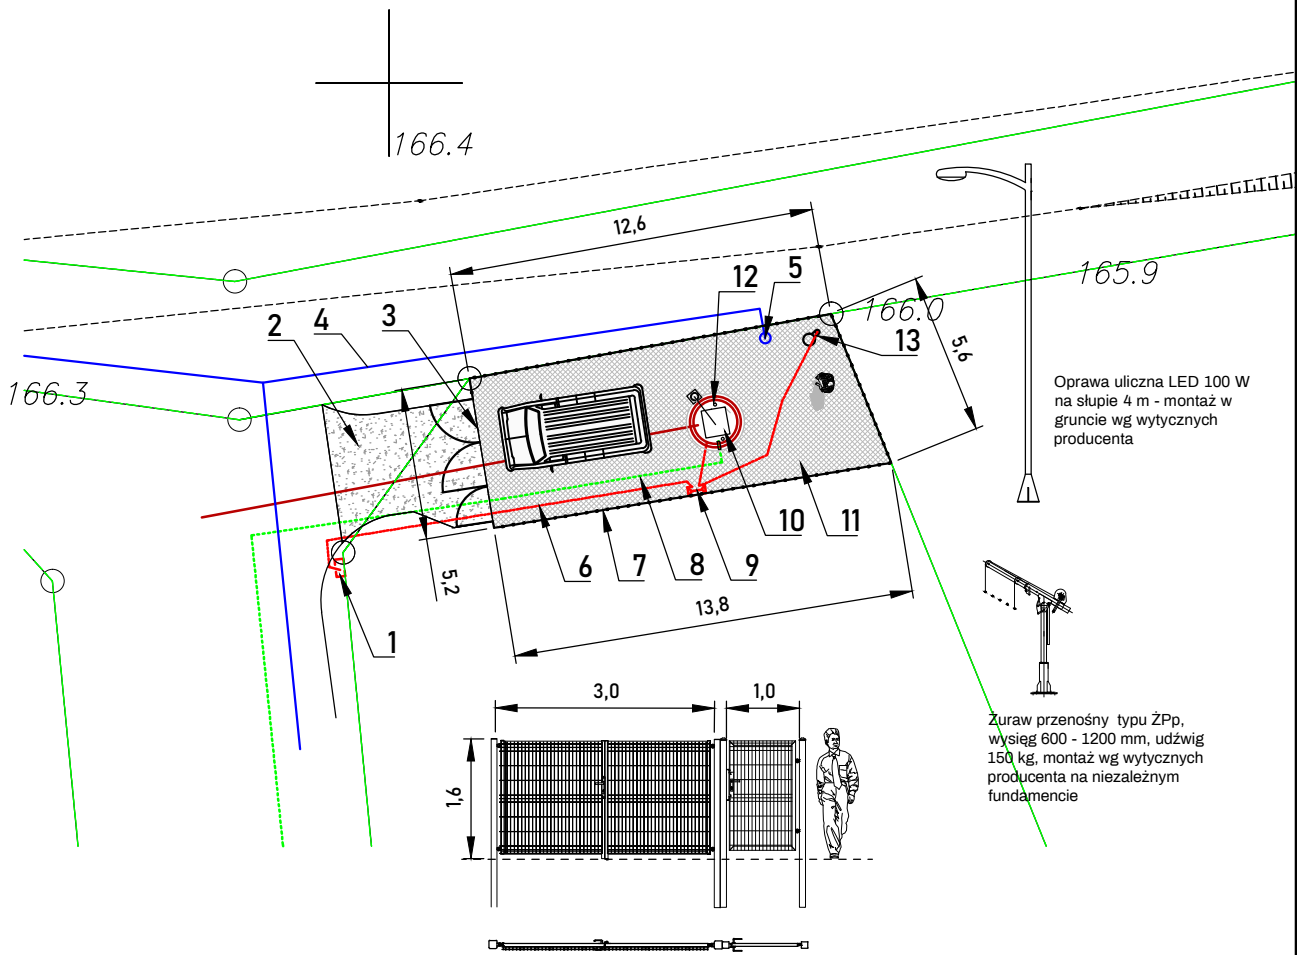 166.4
12,6
165.9
166.0
12
5
2
4
3
13
5,6
166.3
Oprawa uliczna LED 100 W
na słupie 4 m - montaż w
gruncie wg wytycznych
producenta
10
11
6
7
8
9
5,2
13,8
1
3,0
1,0
1,6
Żuraw przenośny typu ŻPp,
wysięg 600 - 1200 mm, udźwig
150 kg, montaż wg wytycznych
producenta na niezależnym
fundamencie